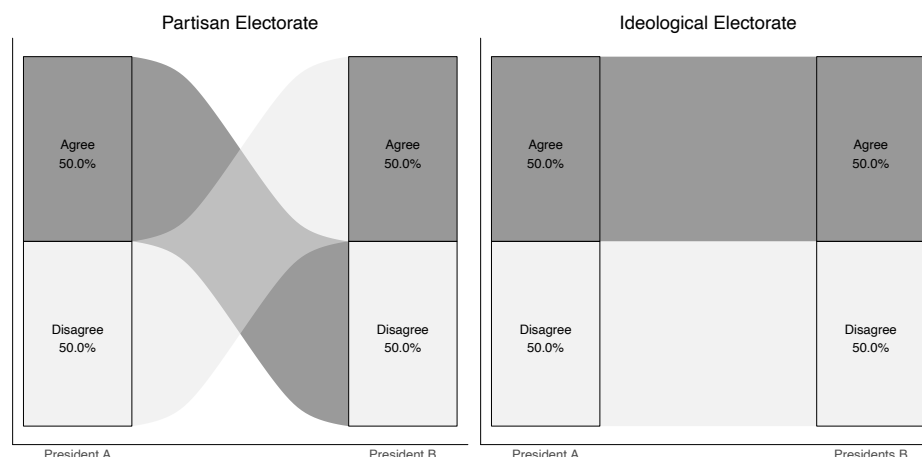 Partisan Electorate
Agree
50.0%
Agree
50.0%
Disagree
50.0%
Disagree
50.0%
President A
President B
Ideological Electorate
Agree
50.0%
Agree
50.0%
Disagree
50.0%
Disagree
50.0%
President A
Presidents B